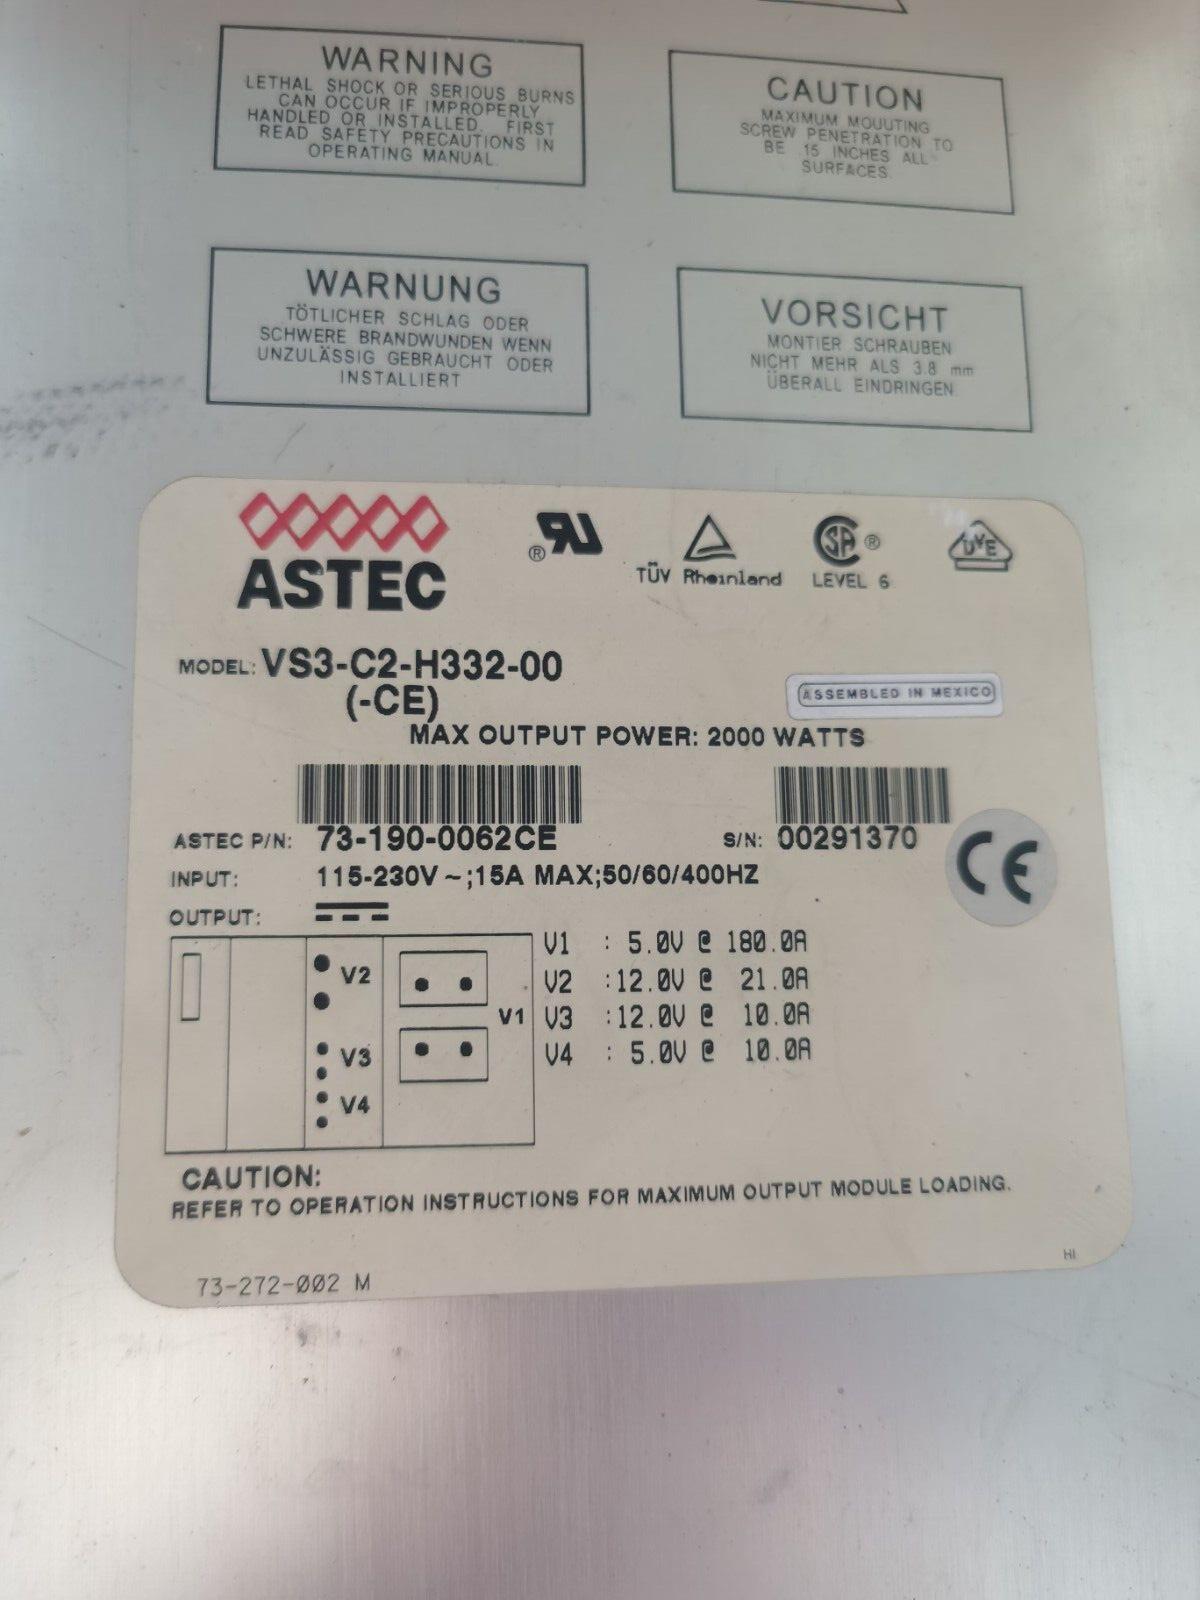 WARNING
LETHAL SHOCK OR SERIOUS BURNS
CAN OCCUR IF IMPROPERLY
HANDLED OR INSTALLED. FIRST
READ SAFETY PRECAUTIONS IN
OPERATING MANUAL.
CAUTION
MAXIMUM MOUUTING
SCREW PENETRATION TO
BE .15 INCHES ALL
SURFACES.
WARNUNG
TÖTLICHER SCHLAG ODER
SCHWERE BRANDWUNDEN WENN
UNZULÄSSIG GEBRAUCHT ODER
INSTALLIERT
VORSICHT
MONTIER SCHRAUBEN
NICHT MEHR ALS 3.8 mm
ÜBERALL EINDRINGEN.
ASTEC
® RU
TÜV Rheinland
CSA ®
LEVEL 6
DVE
MODEL: VS3-C2-H332-00
(-CE)
ASSEMBLED IN MEXICO
MAX OUTPUT POWER: 2000 WATTS
ASTEC P/N: 73-190-0062CE
S/N: 00291370
CE
INPUT: 115-230V ~;15A MAX;50/60/400HZ
OUTPUT:
V2
V3
V4
V1
V1 : 5.0V @ 180.0A
V2 :12.0V @ 21.0A
V3 :12.0V @ 10.0A
V4 : 5.0V @ 10.0A
CAUTION:
REFER TO OPERATION INSTRUCTIONS FOR MAXIMUM OUTPUT MODULE LOADING.
73-272-002 M
HI